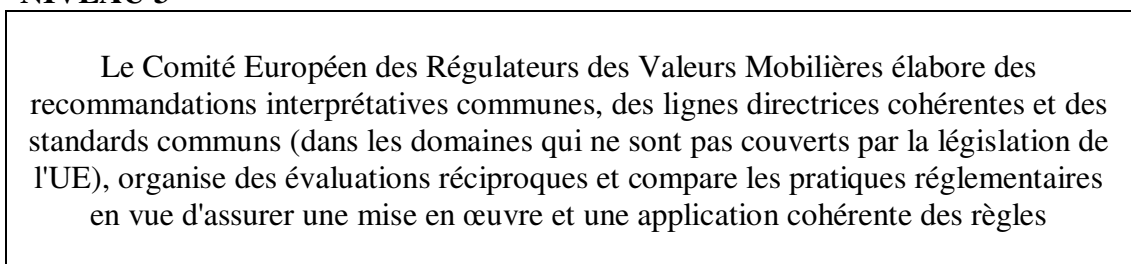 Le Comité Européen des Régulateurs des Valeurs Mobilières élabore des
recommandations interprétatives communes, des lignes directrices cohérentes et des
standards communs (dans les domaines qui ne sont pas couverts par la législation de
l'UE), organise des évaluations réciproques et compare les pratiques réglementaires
en vue d'assurer une mise en œuvre et une application cohérente des règles